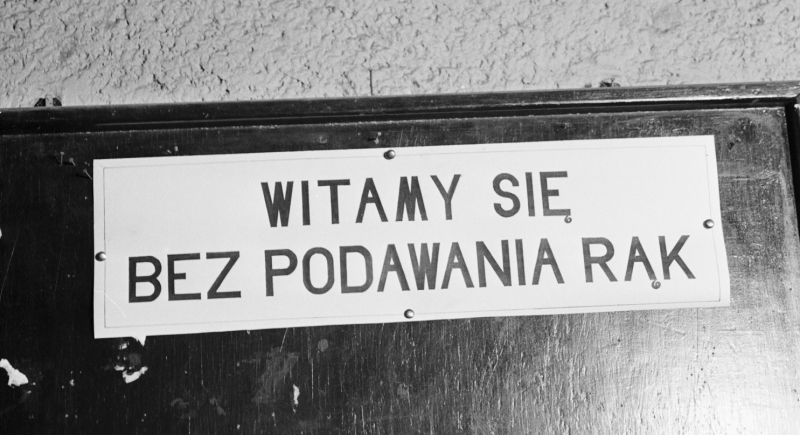 WITAMY SIĘ
BEZ PODAWANIA RĄK